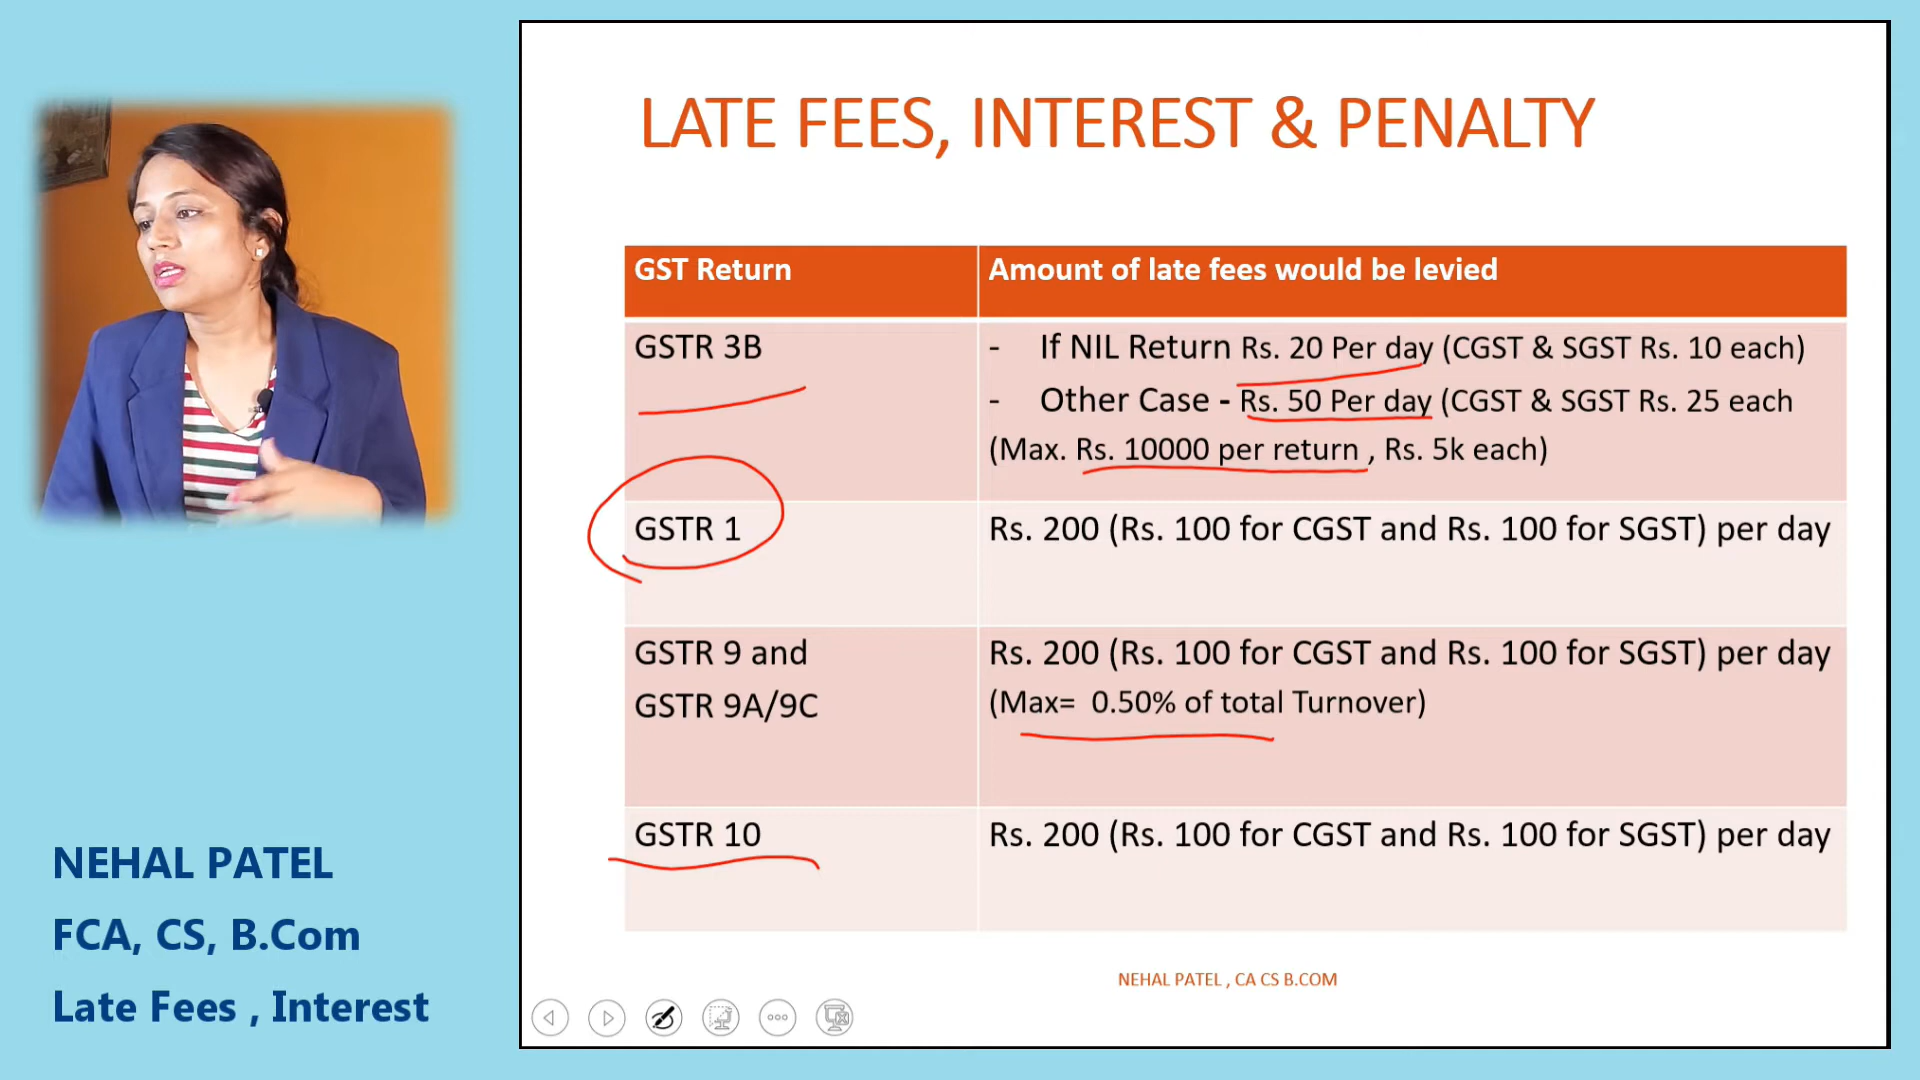 LATE FEES, INTEREST & PENALTY
GST Return
Amount of late fees would be levied
GSTR 3B
- If NIL Return Rs. 20 Per day (CGST & SGST Rs. 10 each)
- Other Case - Rs. 50 Per day (CGST & SGST Rs. 25 each
(Max. Rs. 10000 per return , Rs. 5k each)
GSTR 1
Rs. 200 (Rs. 100 for CGST and Rs. 100 for SGST) per day
GSTR 9 and
GSTR 9A/9C
Rs. 200 (Rs. 100 for CGST and Rs. 100 for SGST) per day
(Max= 0.50% of total Turnover)
GSTR 10
Rs. 200 (Rs. 100 for CGST and Rs. 100 for SGST) per day
NEHAL PATEL , CA CS B.COM
NEHAL PATEL
FCA, CS, B.Com
Late Fees , Interest